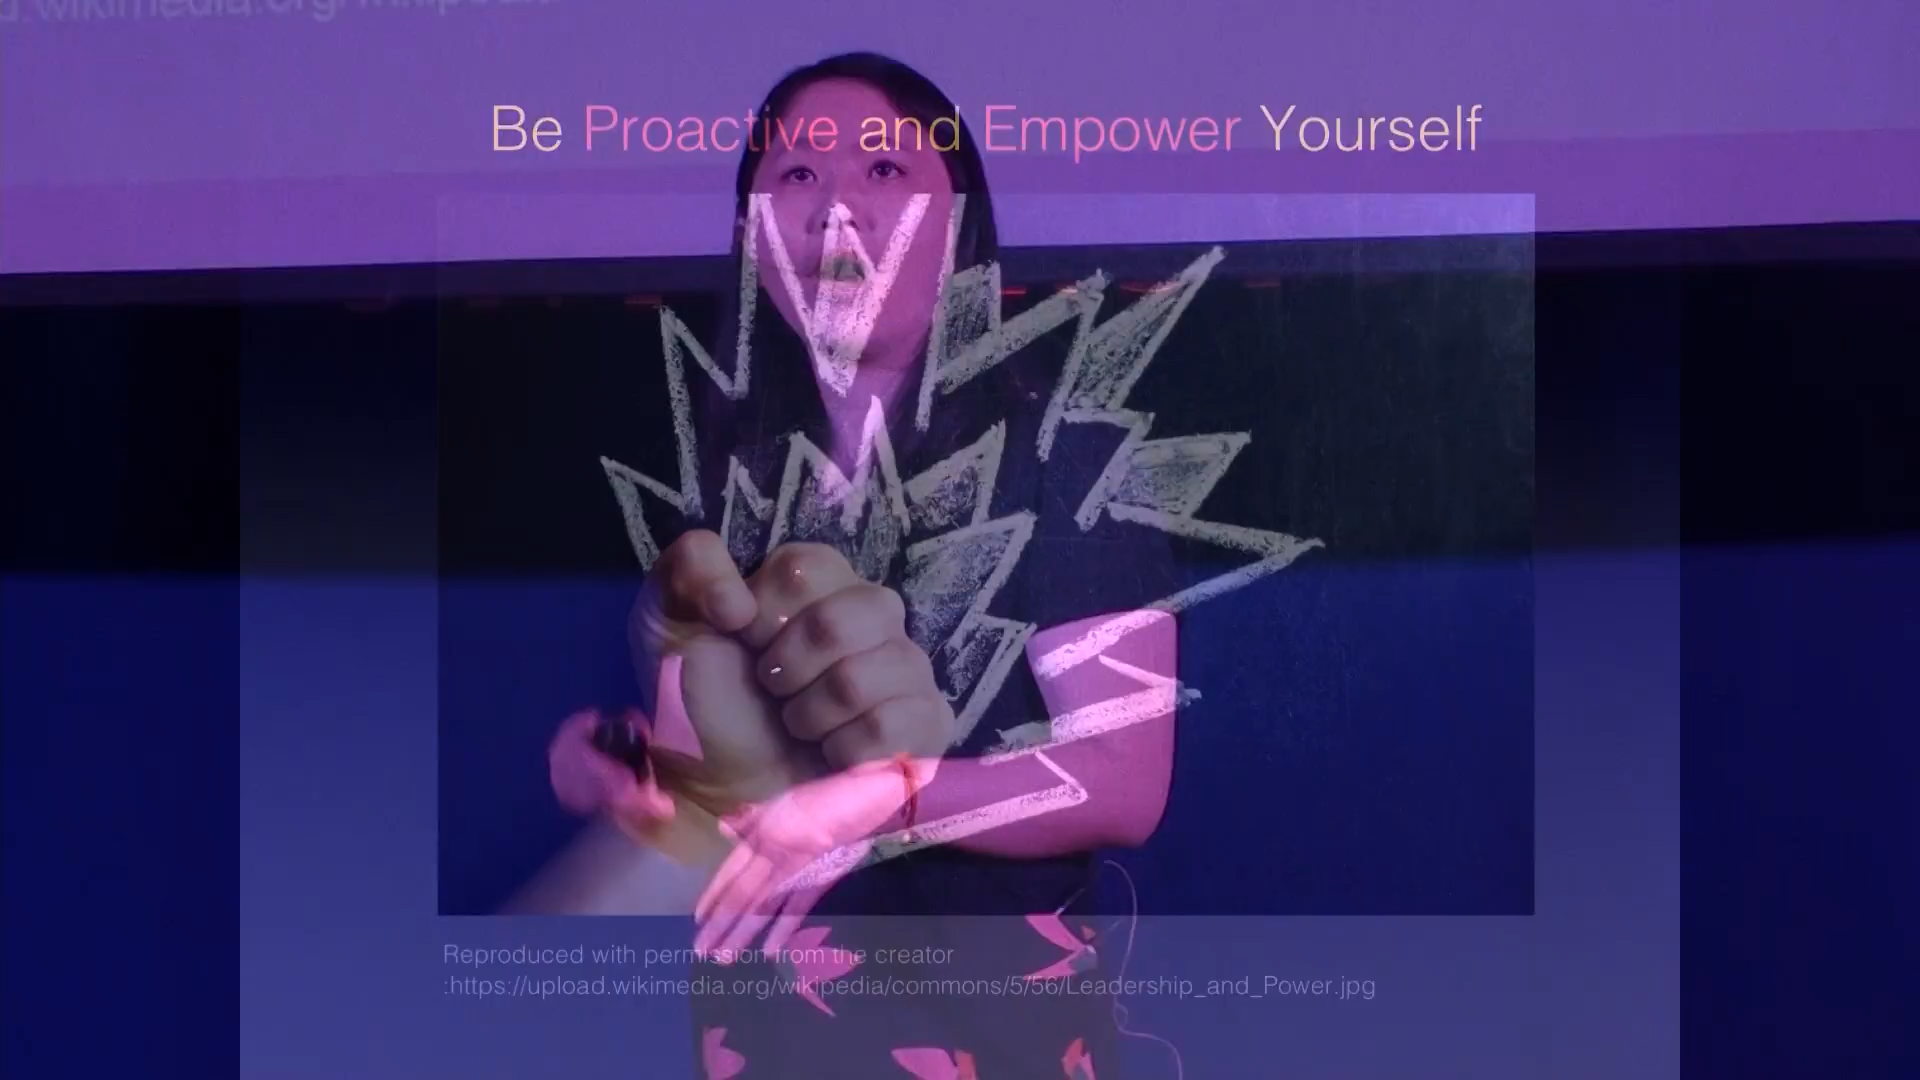 Be Proactive and Empower Yourself
Reproduced with permission from the creator
:https://upload.wikimedia.org/wikipedia/commons/5/56/Leadership_and_Power.jpg